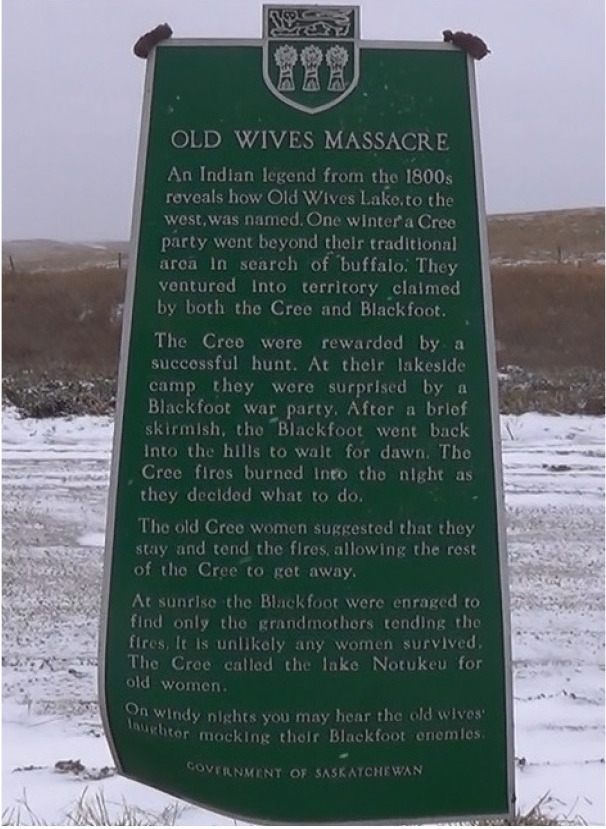 OLD WIVES MASSACRE
An Indian legend from the 1800s
reveals how Old Wives Lake, to the
west, was named. One winter a Cree
party went beyond their traditional
area in search of buffalo. They
ventured into territory claimed
by both the Cree and Blackfoot.
The Cree were rewarded by a
successful hunt. At their lakeside
camp they were surprised by a
Blackfoot war party. After a brief
skirmish, the Blackfoot went back
into the hills to wait for dawn. The
Cree fires burned into the night as
they decided what to do.
The old Cree women suggested that they
stay and tend the fires, allowing the rest
of the Cree to get away.
At sunrise the Blackfoot were enraged to
find only the grandmothers tending the
fires. It is unlikely any women survived.
The Cree called the lake Notukeu for
old women.
On windy nights you may hear the old wives'
laughter mocking their Blackfoot enemies.
GOVERNMENT OF SASKATCHEWAN